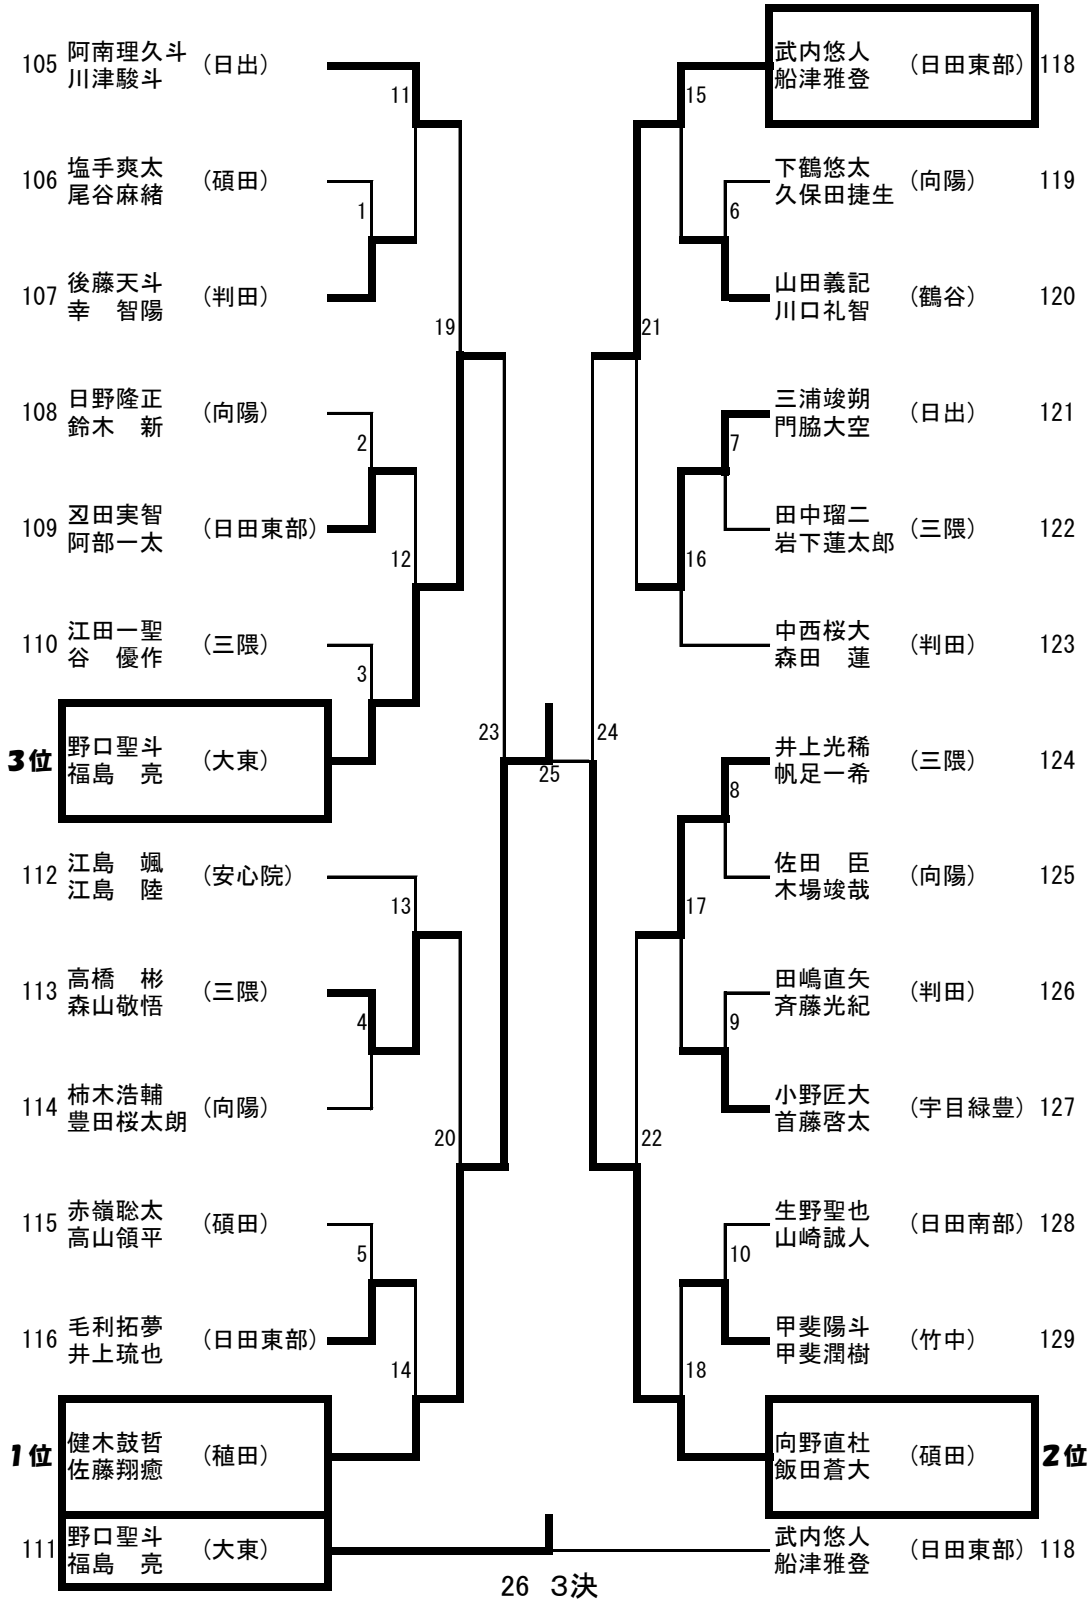 105 阿南理久斗 （日出）
川津駿斗
11
106 塩手爽太 （碩田）
尾谷麻緒
1
107 後藤天斗 （判田）
幸　智陽
19
108 日野隆正 （向陽）
鈴木　新
2
109 刄田実智 （日田東部）
阿部一太
12
110 江田一聖 （三隈）
谷　優作
3
3位 野口聖斗 （大東）
福島　亮
23
25
112 江島　颯 （安心院）
江島　陸
13
113 高橋　彬 （三隈）
森山敬悟
4
114 柿木浩輔 （向陽）
豊田桜太朗
20
115 赤嶺聡太 （碩田）
高山領平
5
116 毛利拓夢 （日田東部）
井上琉也
14
1位 健木鼓哲 （稙田）
佐藤翔癒
111 野口聖斗 （大東）
福島　亮
武内悠人 （日田東部） 118
船津雅登
15
下鶴悠太 （向陽） 119
久保田捷生
6
山田義記 （鶴谷） 120
川口礼智
21
三浦竣朔 （日出） 121
門脇大空
7
田中瑠二 （三隈） 122
岩下蓮太郎
16
中西桜大 （判田） 123
森田　蓮
24
井上光稀 （三隈） 124
帆足一希
8
佐田　臣 （向陽） 125
木場竣哉
17
田嶋直矢 （判田） 126
斉藤光紀
9
小野匠大 （宇目緑豊） 127
首藤啓太
22
生野聖也 （日田南部） 128
山崎誠人
10
甲斐陽斗 （竹中） 129
甲斐潤樹
18
向野直杜 （碩田） 2位
飯田蒼大
武内悠人 （日田東部） 118
船津雅登
26 ３決